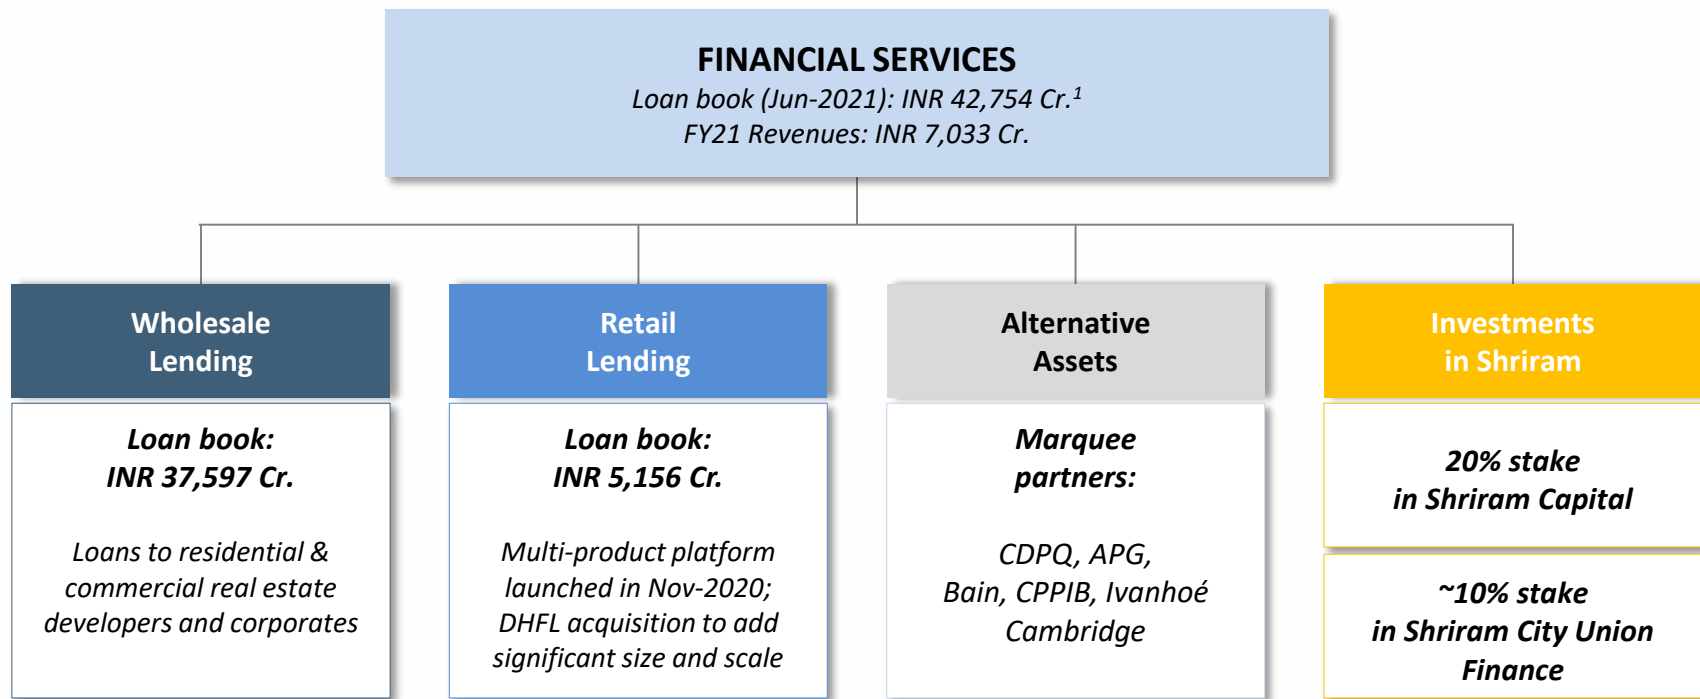 FINANCIAL SERVICES
Loan book (Jun-2021): INR 42,754 Cr.¹
FY21 Revenues: INR 7,033 Cr.
Wholesale
Lending
Loan book:
INR 37,597 Cr.
Loans to residential &
commercial real estate
developers and corporates
Retail
Lending
Loan book:
INR 5,156 Cr.
Multi-product platform
launched in Nov-2020;
DHFL acquisition to add
significant size and scale
Alternative
Assets
Marquee
partners:
CDPQ, APG,
Bain, CPPIB, Ivanhoé
Cambridge
Investments
in Shriram
20% stake
in Shriram Capital
~10% stake
in Shriram City Union
Finance